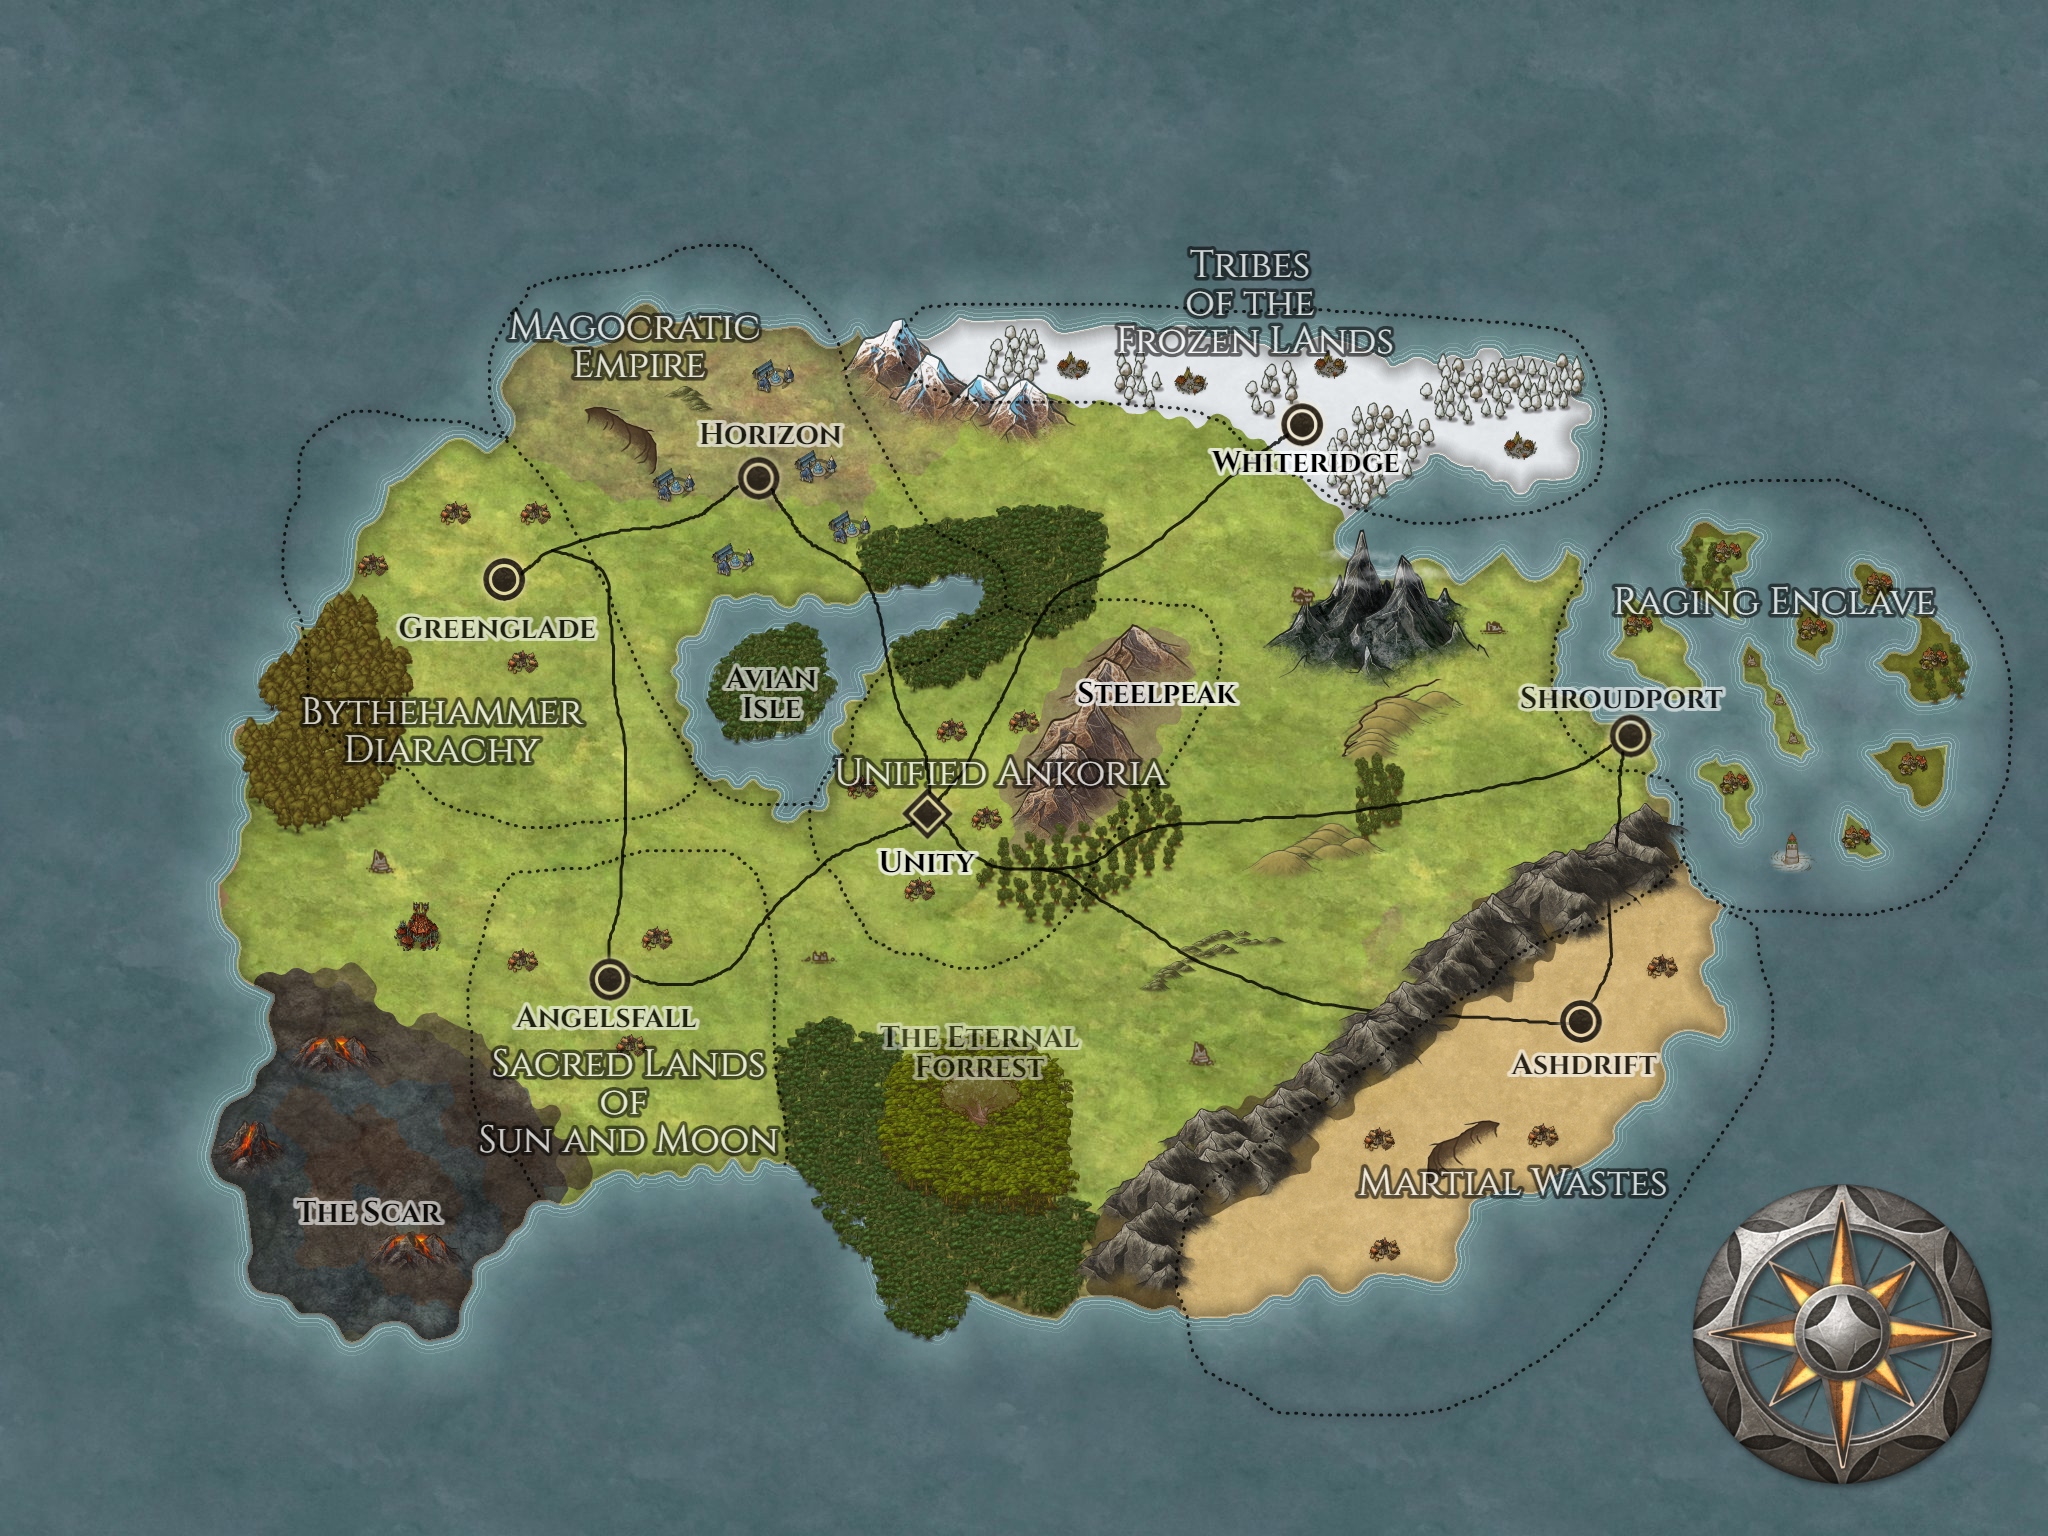 Tribes
of the
Frozen Lands
Magocratic
Empire
Horizon
Whiteridge
Raging Enclave
Greenglade
Avian
Isle
Steelpeak
Shroudport
Bythehammer
Diarachy
Unified Ankoria
Unity
Angelsfall
Sacred Lands
of
Sun and Moon
The Eternal
Forrest
Ashdrift
Martial Wastes
The Scar